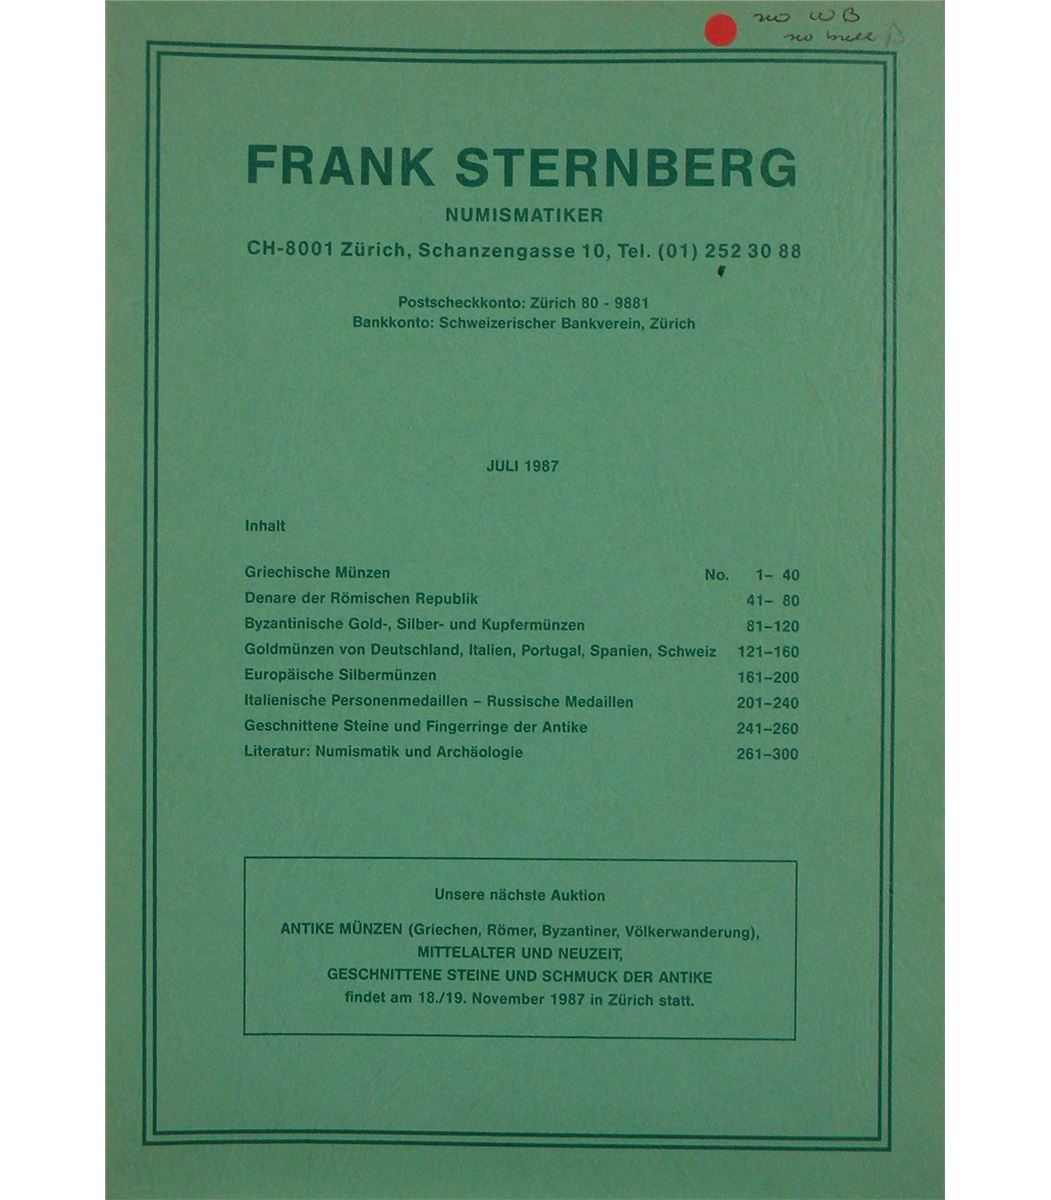 no WB
no
FRANK STERNBERG
NUMISMATIKER
CH-8001 Zürich, Schanzengasse 10, Tel. (01) 252 30 88
Postscheckkonto: Zürich 80 - 9881
Bankkonto: Schweizerischer Bankverein, Zürich
JULI 1987
Inhalt
Griechische Münzen No. 1– 40
Denare der Römischen Republik 41– 80
Byzantinische Gold-, Silber- und Kupfermünzen 81–120
Goldmünzen von Deutschland, Italien, Portugal, Spanien, Schweiz 121–160
Europäische Silbermünzen 161–200
Italienische Personenmedaillen – Russische Medaillen 201–240
Geschnittene Steine und Fingerringe der Antike 241–260
Literatur: Numismatik und Archäologie 261–300
Unsere nächste Auktion
ANTIKE MÜNZEN (Griechen, Römer, Byzantiner, Völkerwanderung),
MITTELALTER UND NEUZEIT,
GESCHNITTENE STEINE UND SCHMUCK DER ANTIKE
findet am 18./19. November 1987 in Zürich statt.